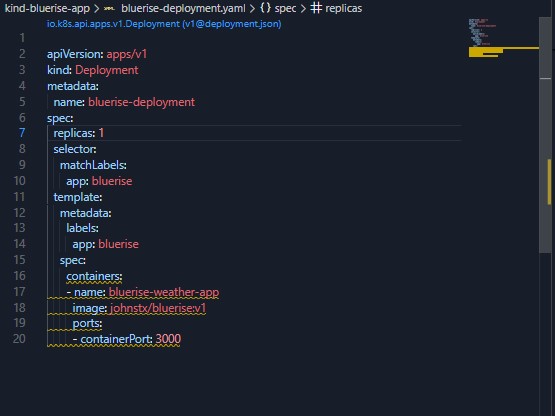 kind-bluerise-app > bluerise-deployment.yaml > {} spec > replicas
io.k8s.api.apps.v1.Deployment (v1@deployment.json)
1
2 apiVersion: apps/v1
3 kind: Deployment
4 metadata:
5   name: bluerise-deployment
6 spec:
7   replicas: 1
8   selector:
9     matchLabels:
10       app: bluerise
11   template:
12     metadata:
13       labels:
14         app: bluerise
15     spec:
16       containers:
17       - name: bluerise-weather-app
18         image: johnstx/bluerise:v1
19         ports:
20         - containerPort: 3000